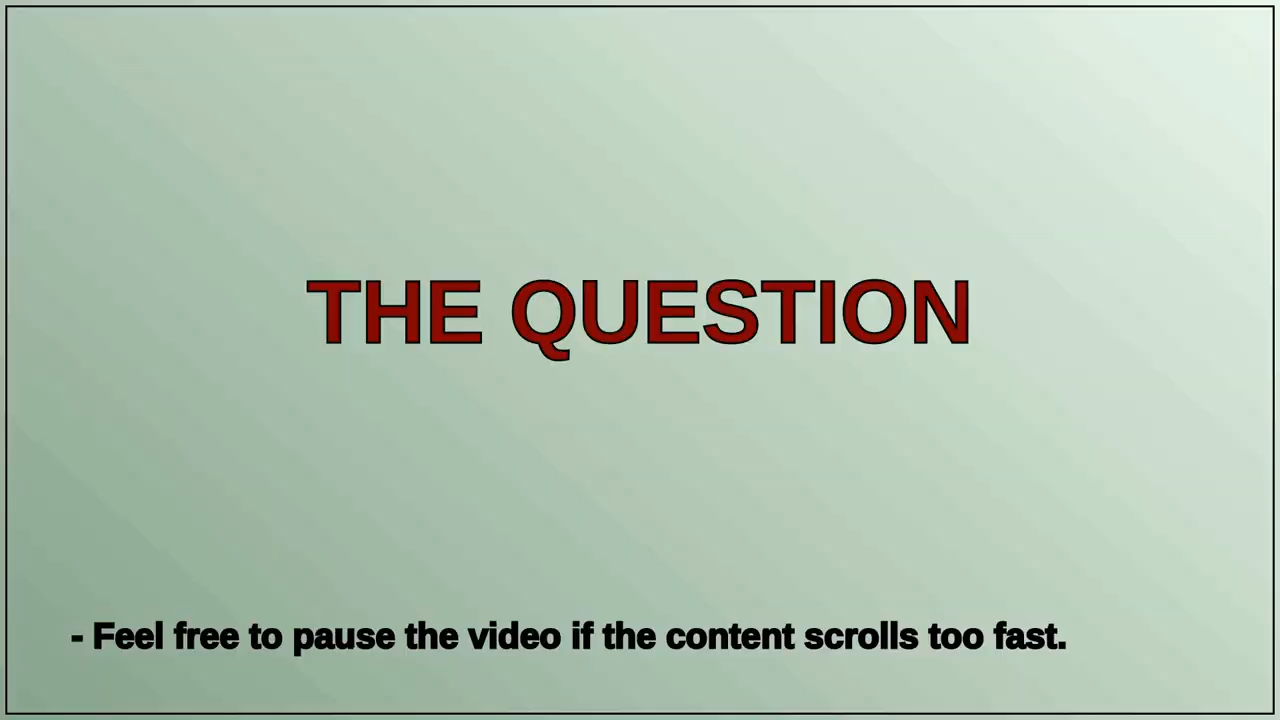 THE QUESTION
- Feel free to pause the video if the content scrolls too fast.